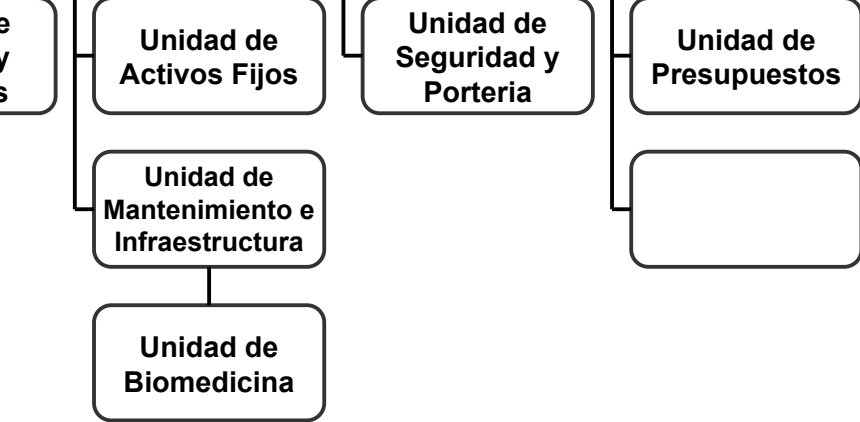 e
y
s
Unidad de
Activos Fijos
Unidad de
Seguridad y
Porteria
Unidad de
Presupuestos
Unidad de
Mantenimiento e
Infraestructura
Unidad de
Biomedicina